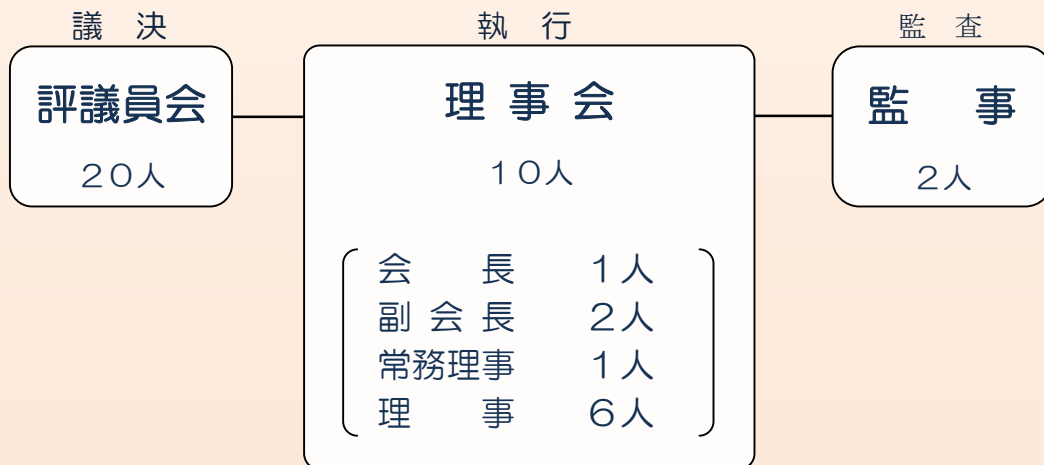 議　決
評議員会
２０人
執　行
理 事 会
１０人
会　　長　　１人
副 会 長　　２人
常務理事　　１人
理　　事　　６人
監　査
監　　事
２人